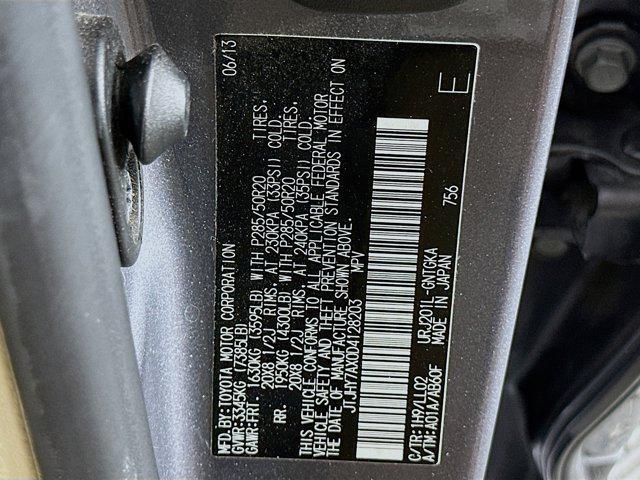 MFD.BY:TOYOTA MOTOR CORPORATION 06/13
GVWR:3345KG (7385LB)
GAWR:FRT. 1630KG (3595LB) WITH P285/50R20 TIRES,
20X8 1/2J RIMS, AT 230KPA (33PSI) COLD.
RR. 1950KG (4300LB) WITH P285/50R20 TIRES,
20X8 1/2J RIMS, AT 240KPA (35PSI) COLD.
THIS VEHICLE CONFORMS TO ALL APPLICABLE FEDERAL MOTOR
VEHICLE SAFETY AND THEFT PREVENTION STANDARDS IN EFFECT ON
THE DATE OF MANUFACTURE SHOWN ABOVE.
JTJHY7AX0D4128203 MPV
C/TR:1H9/LL02 URJ201L-GNTGKA 756 E
A/TM:A01A/AB60F MADE IN JAPAN